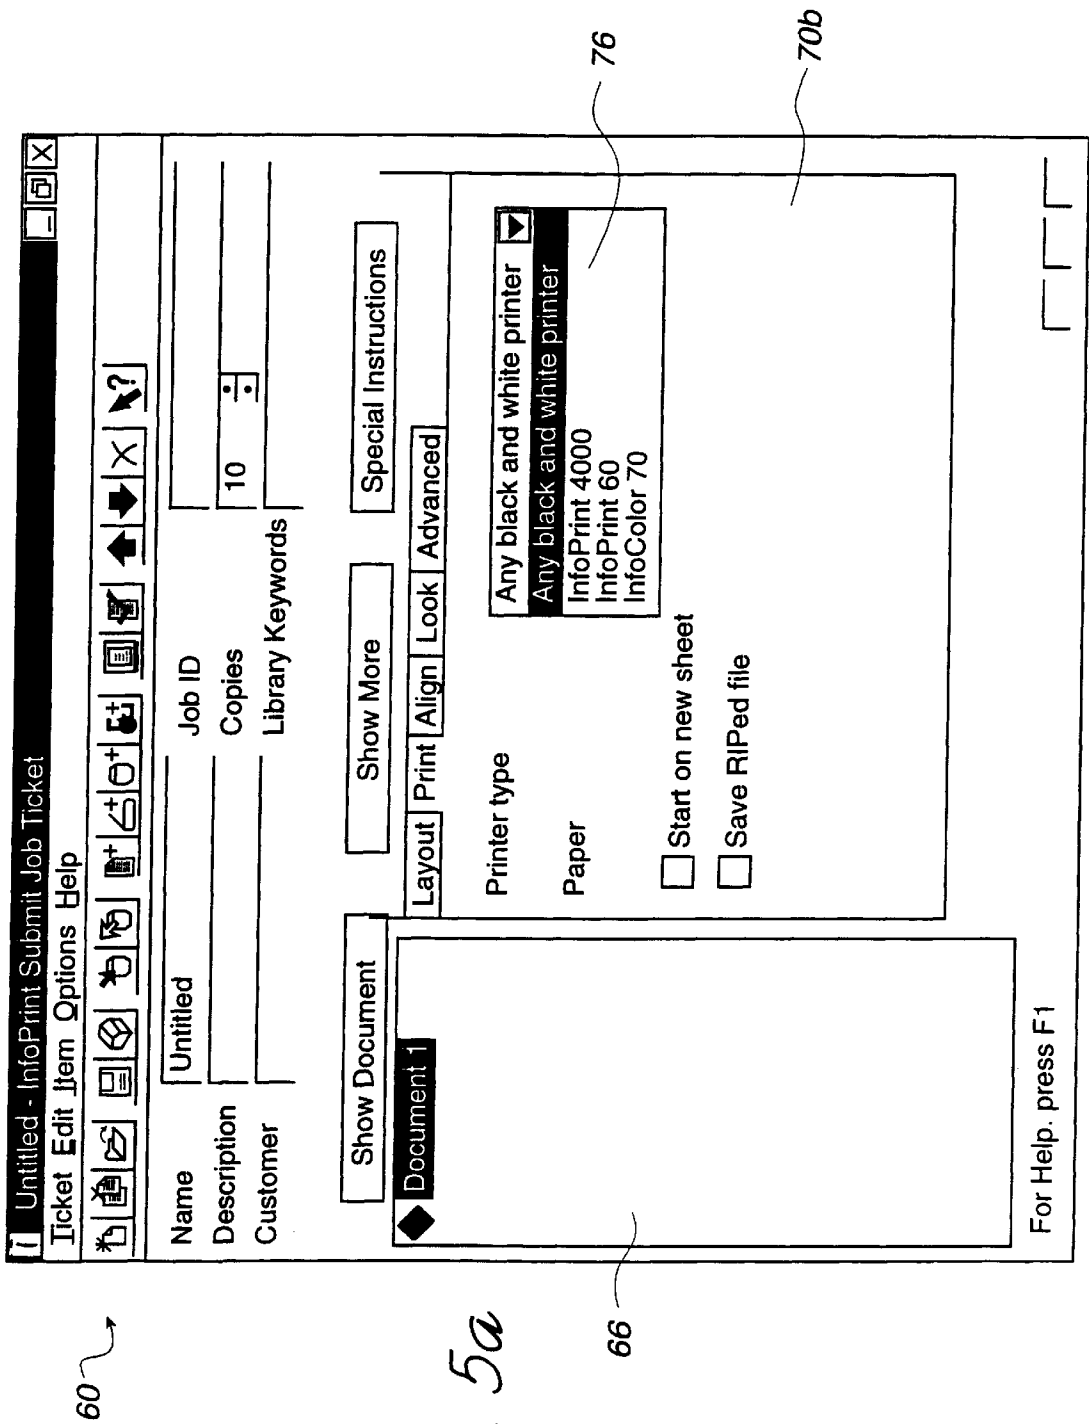 60
i Untitled - InfoPrint Submit Job Ticket
Ticket Edit Item Options Help
Name Untitled Job ID
Description Copies 10
Customer Library Keywords
Show Document Show More Special Instructions
Document 1
Layout Print Align Look Advanced
Printer type Any black and white printer
Any black and white printer
InfoPrint 4000
InfoPrint 60
InfoColor 70
Paper
Start on new sheet
Save RIPed file
For Help. press F1
66
76
70b
5a